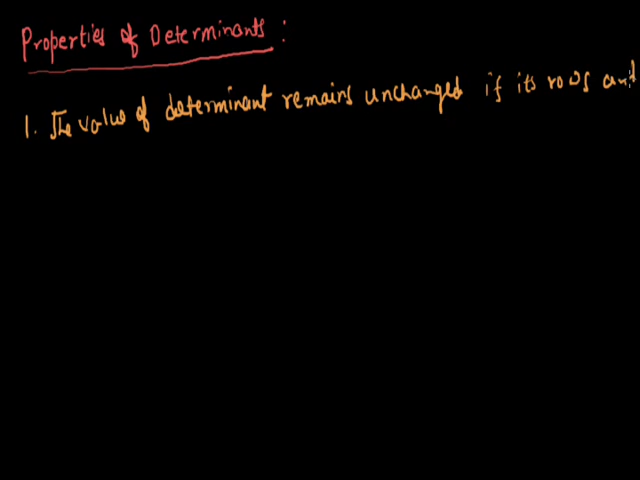 Properties of Determinants :
1. The value of determinant remains unchanged if its rows and